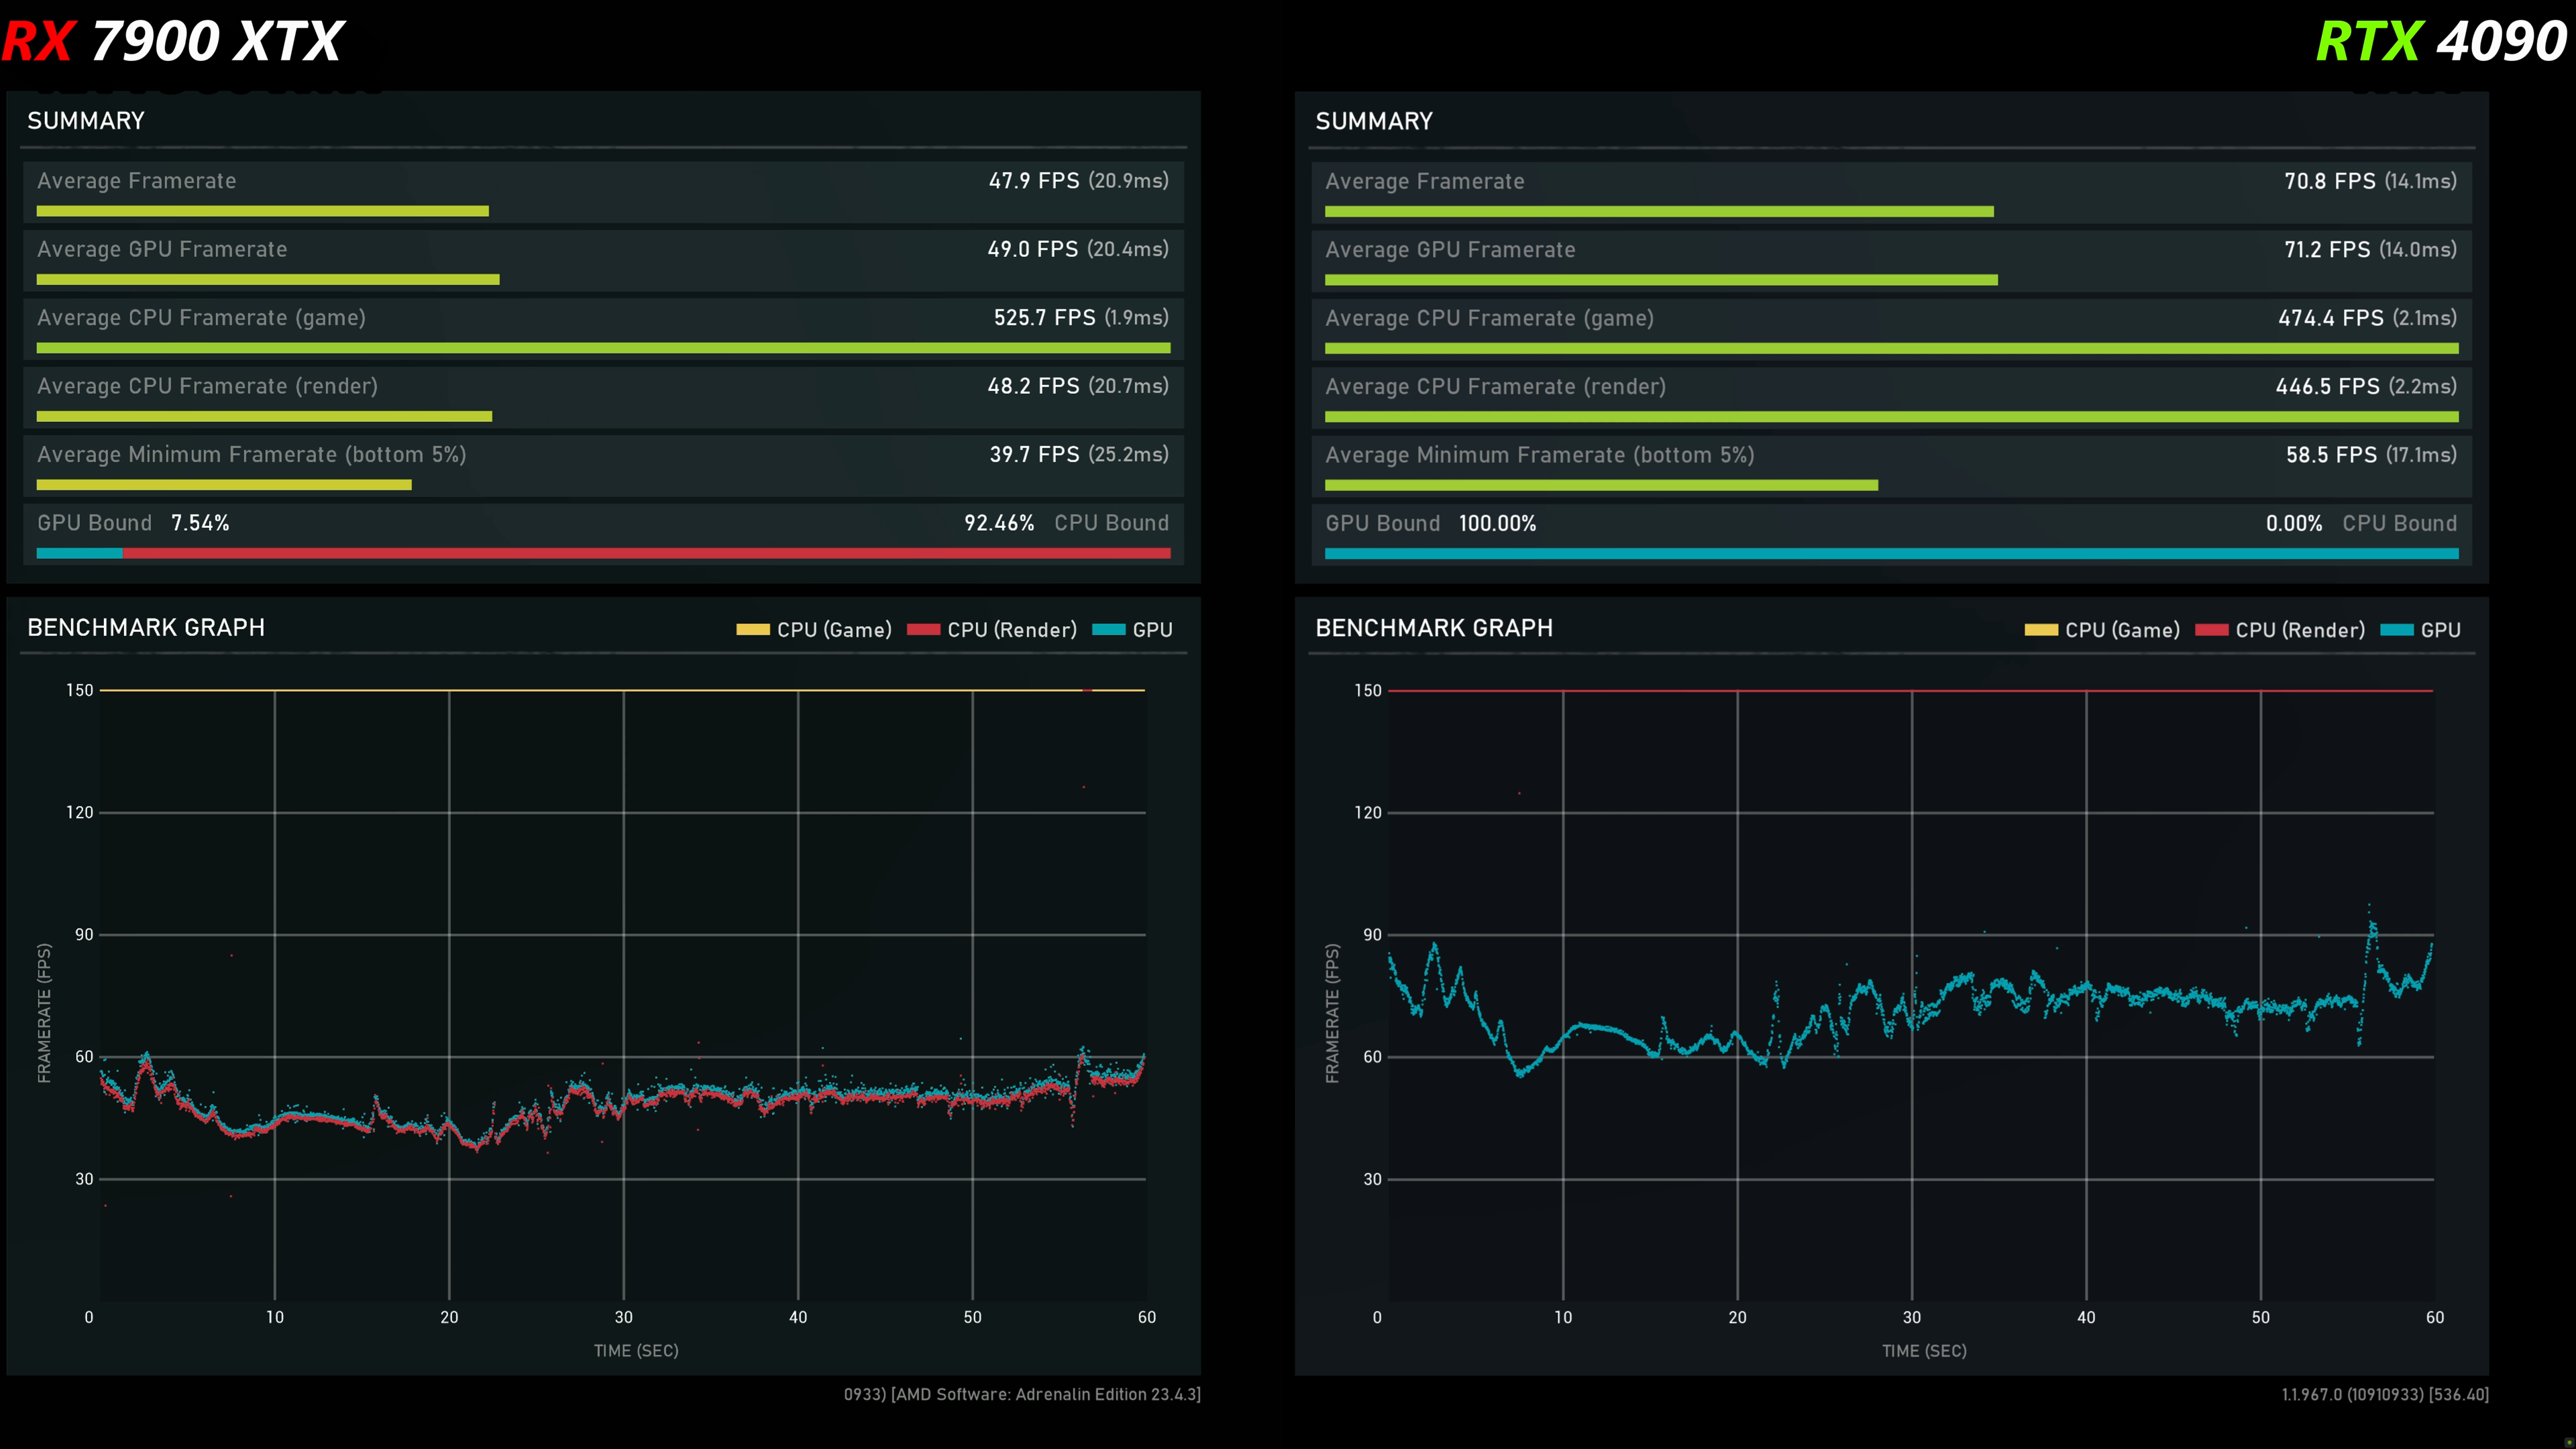 RX 7900 XTX
SUMMARY
Average Framerate 47.9 FPS (20.9ms)
Average GPU Framerate 49.0 FPS (20.4ms)
Average CPU Framerate (game) 525.7 FPS (1.9ms)
Average CPU Framerate (render) 48.2 FPS (20.7ms)
Average Minimum Framerate (bottom 5%) 39.7 FPS (25.2ms)
GPU Bound 7.54% 92.46% CPU Bound
BENCHMARK GRAPH CPU (Game) CPU (Render) GPU
150
120
90
60
30
FRAMERATE (FPS)
0 10 20 30 40 50 60
TIME (SEC)
0933) [AMD Software: Adrenalin Edition 23.4.3]
RTX 4090
SUMMARY
Average Framerate 70.8 FPS (14.1ms)
Average GPU Framerate 71.2 FPS (14.0ms)
Average CPU Framerate (game) 474.4 FPS (2.1ms)
Average CPU Framerate (render) 446.5 FPS (2.2ms)
Average Minimum Framerate (bottom 5%) 58.5 FPS (17.1ms)
GPU Bound 100.00% 0.00% CPU Bound
BENCHMARK GRAPH CPU (Game) CPU (Render) GPU
150
120
90
60
30
FRAMERATE (FPS)
0 10 20 30 40 50 60
TIME (SEC)
1.1.967.0 (10910933) [536.40]